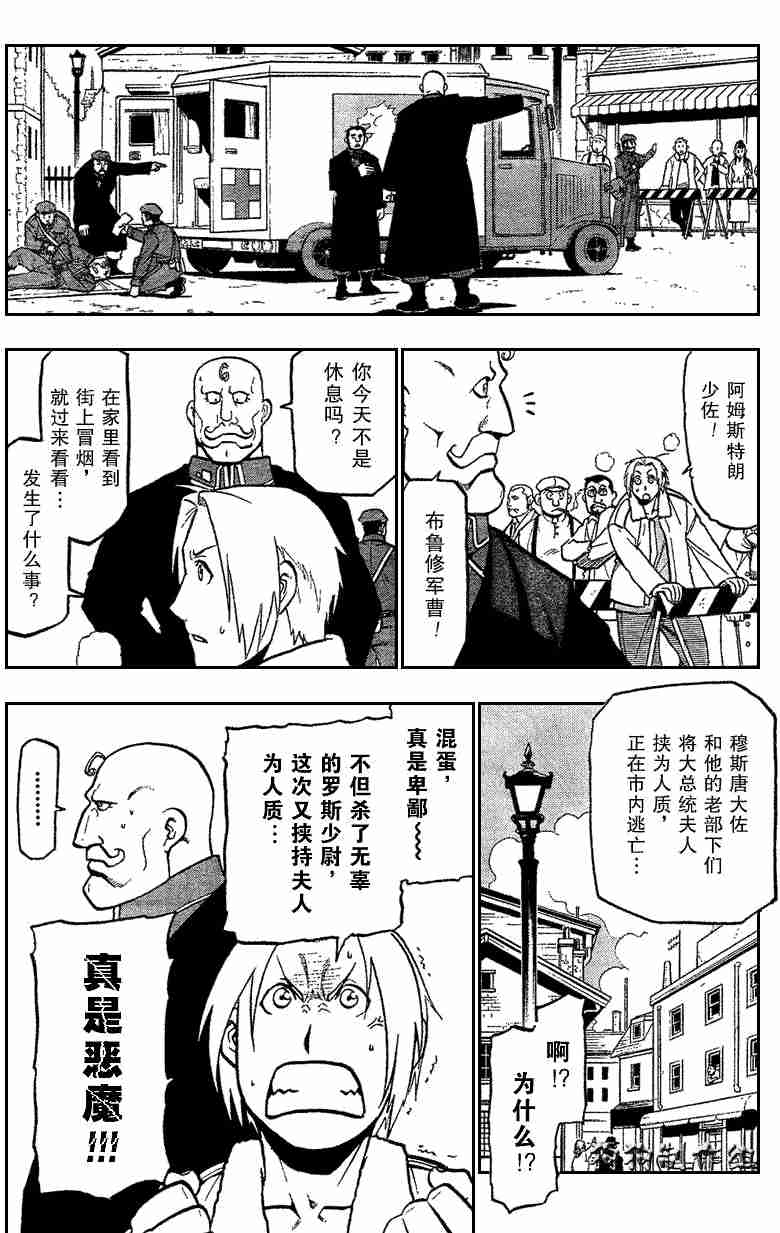 阿姆斯特朗
少佐！
布鲁修军曹！
你今天不是
休息吗？
在家里看到
街上冒烟，
就过来看看…
发生了什么事？
穆斯唐大佐
和他的老部下们
将大总统夫人
挟为人质，
正在市内逃亡…
啊!?
为什么!?
混蛋，
真是卑鄙～
不但杀了无辜
的罗斯少尉，
这次又挟持夫人
为人质…
………
真是恶魔!!!